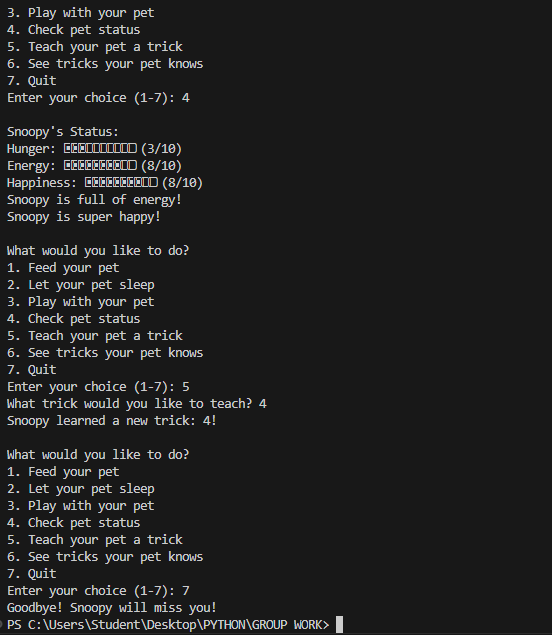 3. Play with your pet
4. Check pet status
5. Teach your pet a trick
6. See tricks your pet knows
7. Quit
Enter your choice (1-7): 4

Snoopy's Status:
Hunger: (3/10)
Energy: (8/10)
Happiness: (8/10)
Snoopy is full of energy!
Snoopy is super happy!

What would you like to do?
1. Feed your pet
2. Let your pet sleep
3. Play with your pet
4. Check pet status
5. Teach your pet a trick
6. See tricks your pet knows
7. Quit
Enter your choice (1-7): 5
What trick would you like to teach? 4
Snoopy learned a new trick: 4!

What would you like to do?
1. Feed your pet
2. Let your pet sleep
3. Play with your pet
4. Check pet status
5. Teach your pet a trick
6. See tricks your pet knows
7. Quit
Enter your choice (1-7): 7
Goodbye! Snoopy will miss you!
PS C:\Users\Student\Desktop\PYTHON\GROUP WORK>